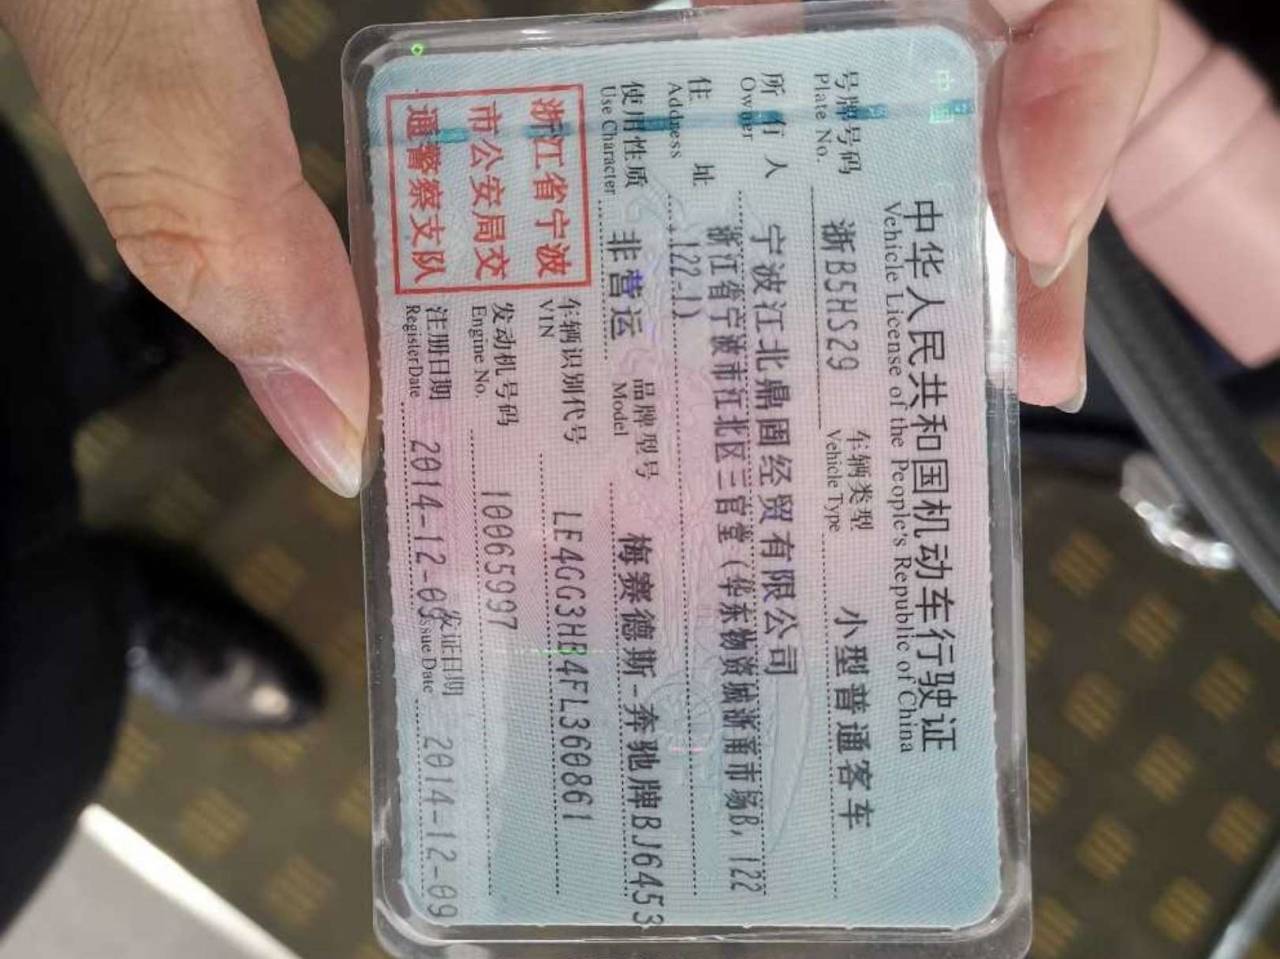 中国
中华人民共和国机动车行驶证
Vehicle License of the People's Republic of China
号牌号码 浙B5HS29 车辆类型 小型普通客车
Plate No. Vehicle Type
所有人 宁波江北鼎固经贸有限公司
Owner
住址 浙江省宁波市江北区三官堂(华东物资城浙甬市场B, 122
Address -122-1)
使用性质 非营运 品牌型号 梅赛德斯-奔驰牌BJ6453
Use Character Model
浙江省宁波
市公安局交
通警察支队
车辆识别代号 LE4GG3HB4FL360861
VIN
发动机号码 10065997
Engine No.
注册日期 2014-12-09 发证日期 2014-12-09
Register Date Issue Date